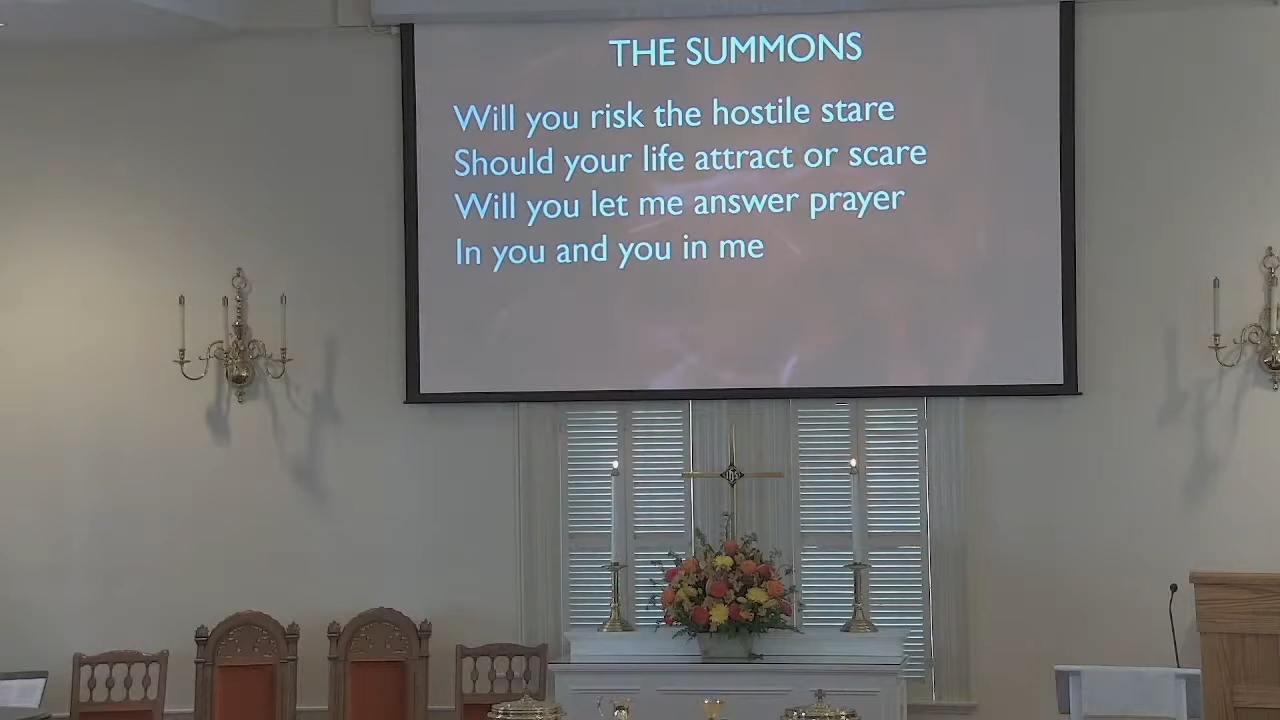 THE SUMMONS
Will you risk the hostile stare
Should your life attract or scare
Will you let me answer prayer
In you and you in me
IHS